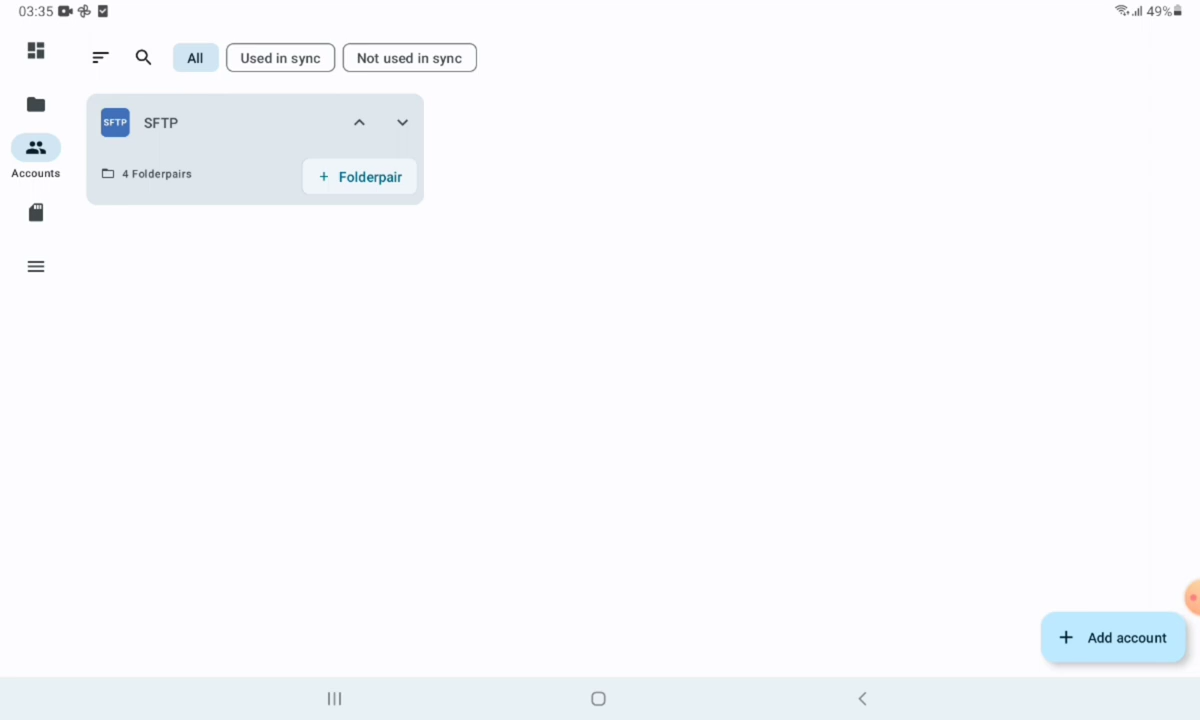 03:35
49%
All
Used in sync
Not used in sync
SFTP SFTP
4 Folderpairs
+ Folderpair
Accounts
+ Add account